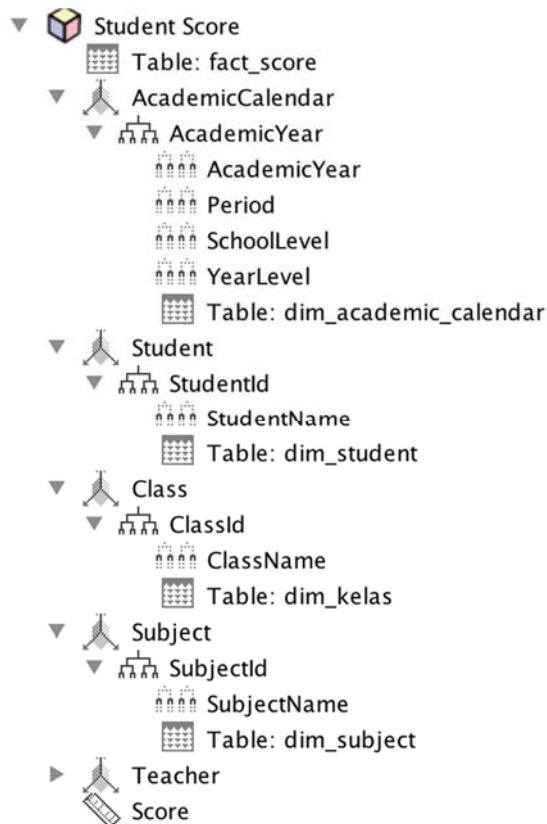 Student Score
Table: fact_score
AcademicCalendar
AcademicYear
AcademicYear
Period
SchoolLevel
YearLevel
Table: dim_academic_calendar
Student
StudentId
StudentName
Table: dim_student
Class
ClassId
ClassName
Table: dim_kelas
Subject
SubjectId
SubjectName
Table: dim_subject
Teacher
Score